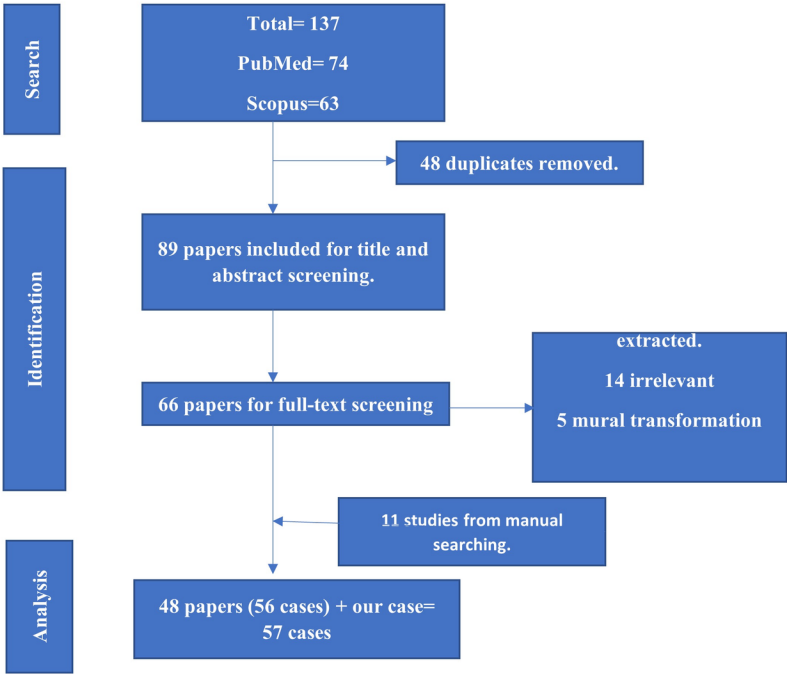 Search
Total= 137
PubMed= 74
Scopus=63
48 duplicates removed.
Identification
89 papers included for title and
abstract screening.
66 papers for full-text screening
extracted.
14 irrelevant
5 mural transformation
11 studies from manual
searching.
Analysis
48 papers (56 cases) + our case=
57 cases